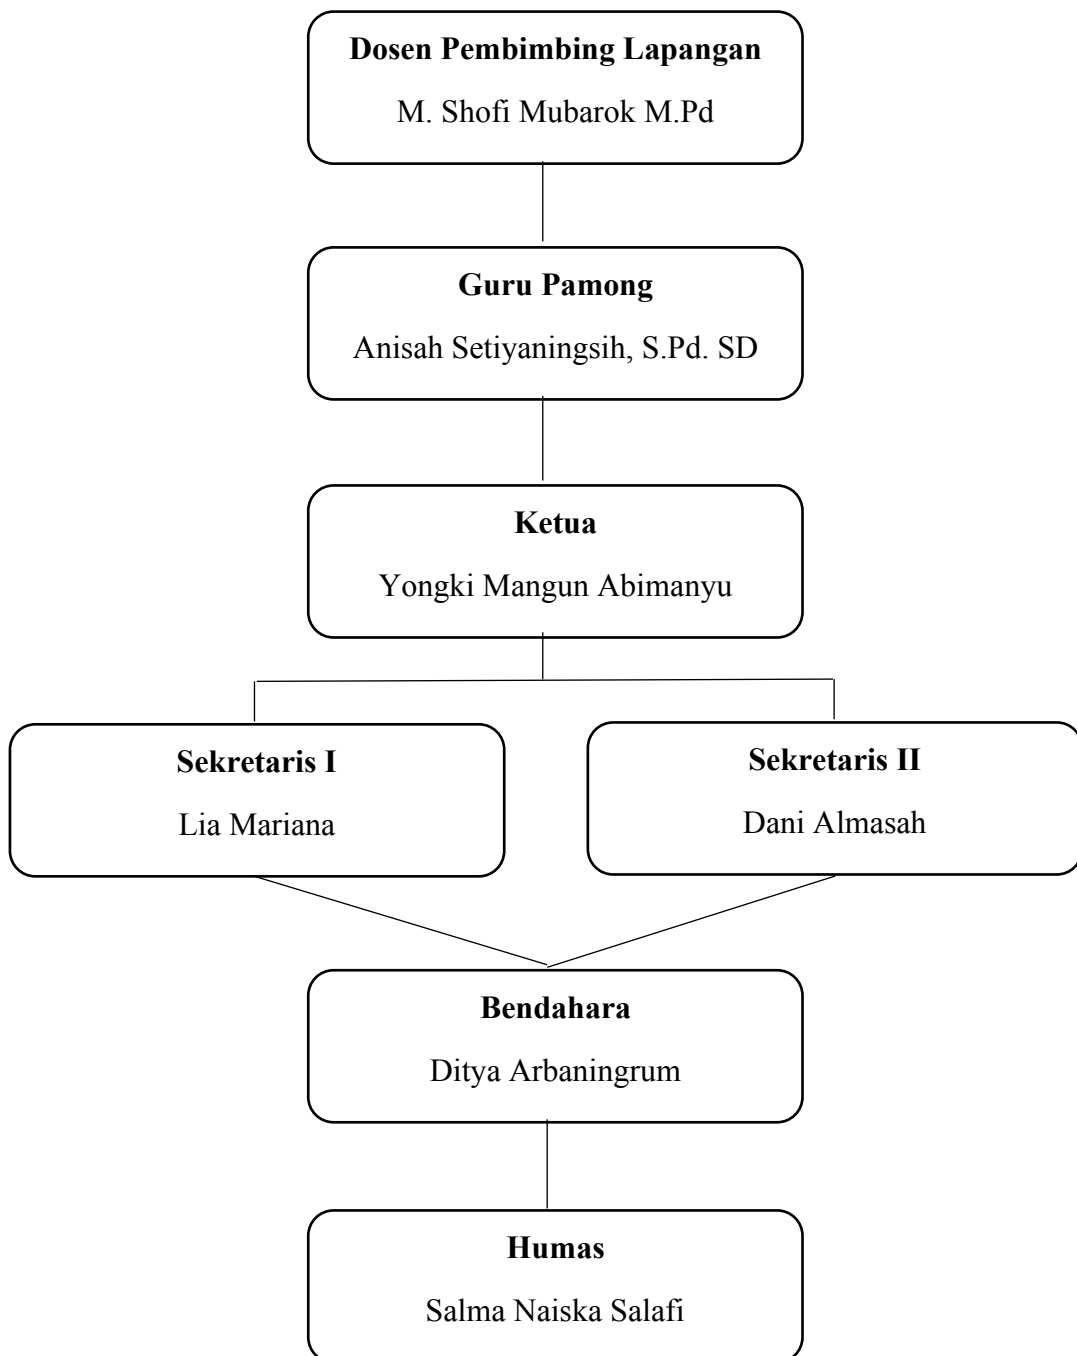 Dosen Pembimbing Lapangan
M. Shofi Mubarok M.Pd
Guru Pamong
Anisah Setiyaningsih, S.Pd. SD
Ketua
Yongki Mangun Abimanyu
Sekretaris I
Lia Mariana
Sekretaris II
Dani Almasah
Bendahara
Ditya Arbaningrum
Humas
Salma Naiska Salafi